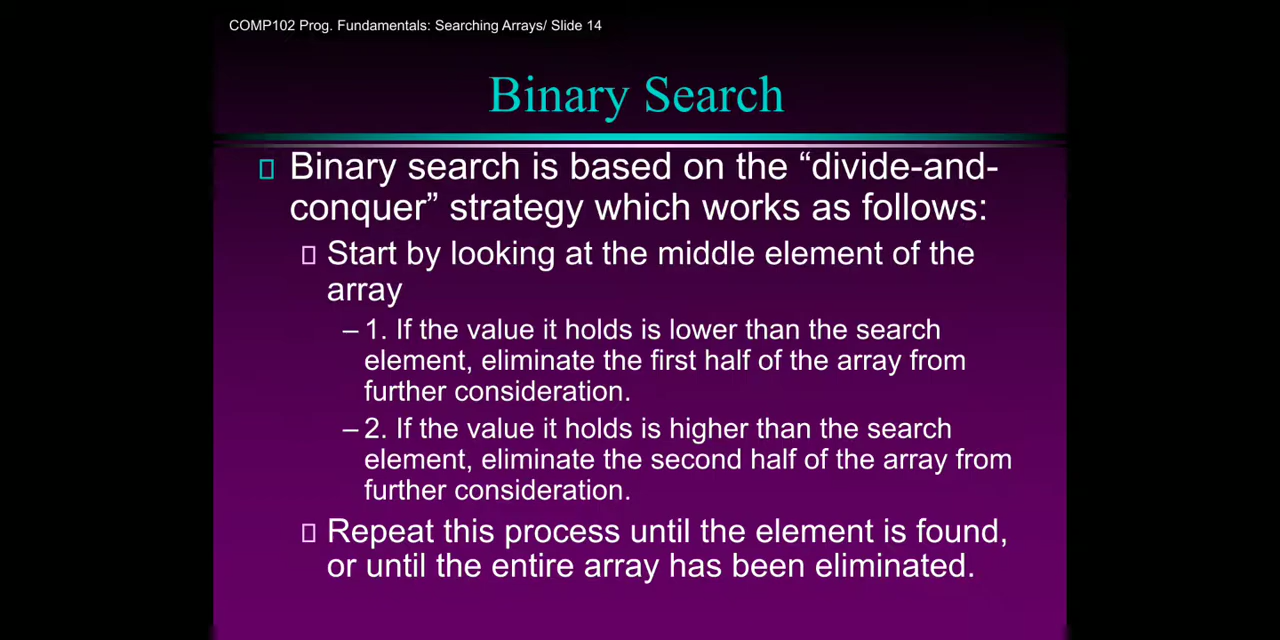 COMP102 Prog. Fundamentals: Searching Arrays/ Slide 14
Binary Search
Binary search is based on the “divide-and-
conquer” strategy which works as follows:
Start by looking at the middle element of the
array
– 1. If the value it holds is lower than the search
element, eliminate the first half of the array from
further consideration.
– 2. If the value it holds is higher than the search
element, eliminate the second half of the array from
further consideration.
Repeat this process until the element is found,
or until the entire array has been eliminated.